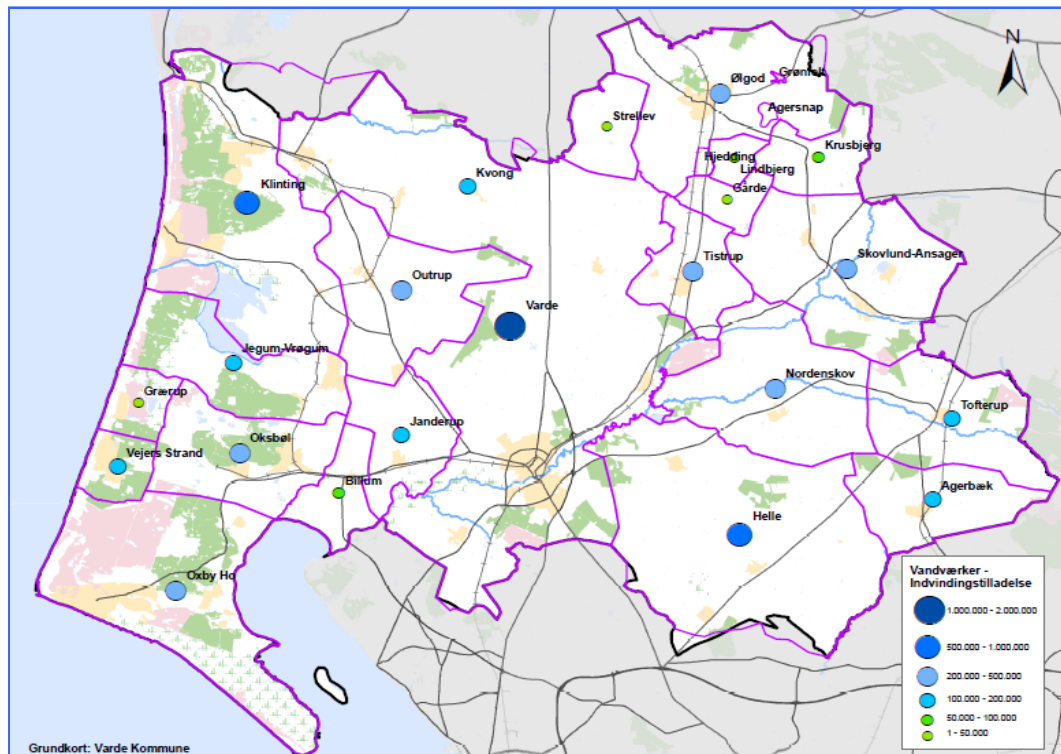 N
Ølgod
Grønfelt
Agersnap
Strellev
Krusbjerg
Hjedding
Lindbjerg
Gårde
Klinting
Kvong
Skovlund-Ansager
Tistrup
Outrup
Varde
Jegum-Vrøgum
Nordenskov
Grærup
Tofterup
Janderup
Oksbøl
Vejers Strand
Billum
Agerbæk
Helle
Oxby Ho
Vandværker -
Indvindingstilladelse
1.000.000 - 2.000.000
500.000 - 1.000.000
200.000 - 500.000
100.000 - 200.000
50.000 - 100.000
1 - 50.000
Grundkort: Varde Kommune